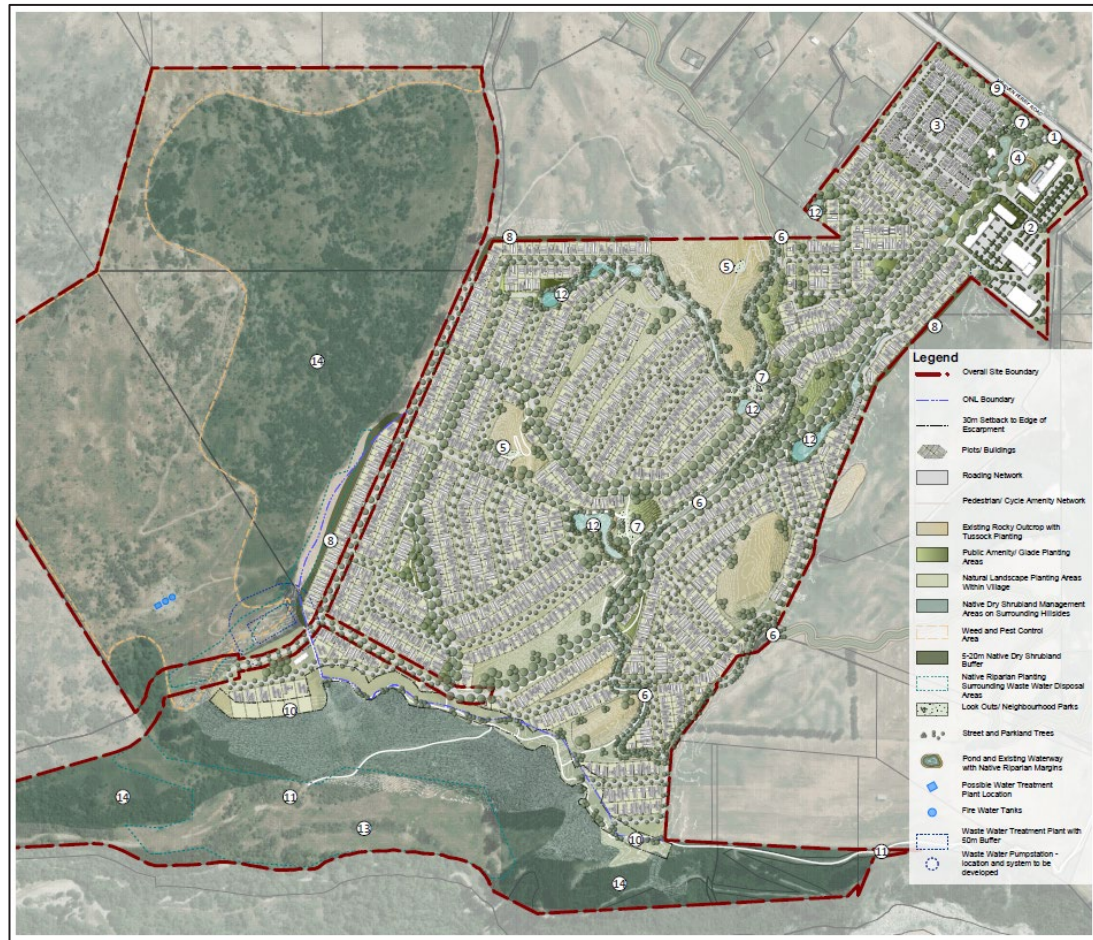 9
7
1
3
4
12
2
8
6
5
12
8
14
7
12
12
5
6
12
7
8
6
6
10
11
14
13
10
11
14
Legend
Overall Site Boundary
ONL Boundary
30m Setback to Edge of
Escarpment
Plots/ Buildings
Roading Network
Pedestrian/ Cycle Amenity Network
Existing Rocky Outcrop with
Tussock Planting
Public Amenity/ Glade Planting
Areas
Natural Landscape Planting Areas
Within Village
Native Dry Shrubland Management
Areas on Surrounding Hillsides
Weed and Pest Control
Area
5-20m Native Dry Shrubland
Buffer
Native Riparian Planting
Surrounding Waste Water Disposal
Areas
Look Outs/ Neighbourhood Parks
Street and Parkland Trees
Pond and Existing Waterway
with Native Riparian Margins
Possible Water Treatment
Plant Location
Fire Water Tanks
Waste Water Treatment Plant with
50m Buffer
Waste Water Pumpstation -
location and system to be
developed